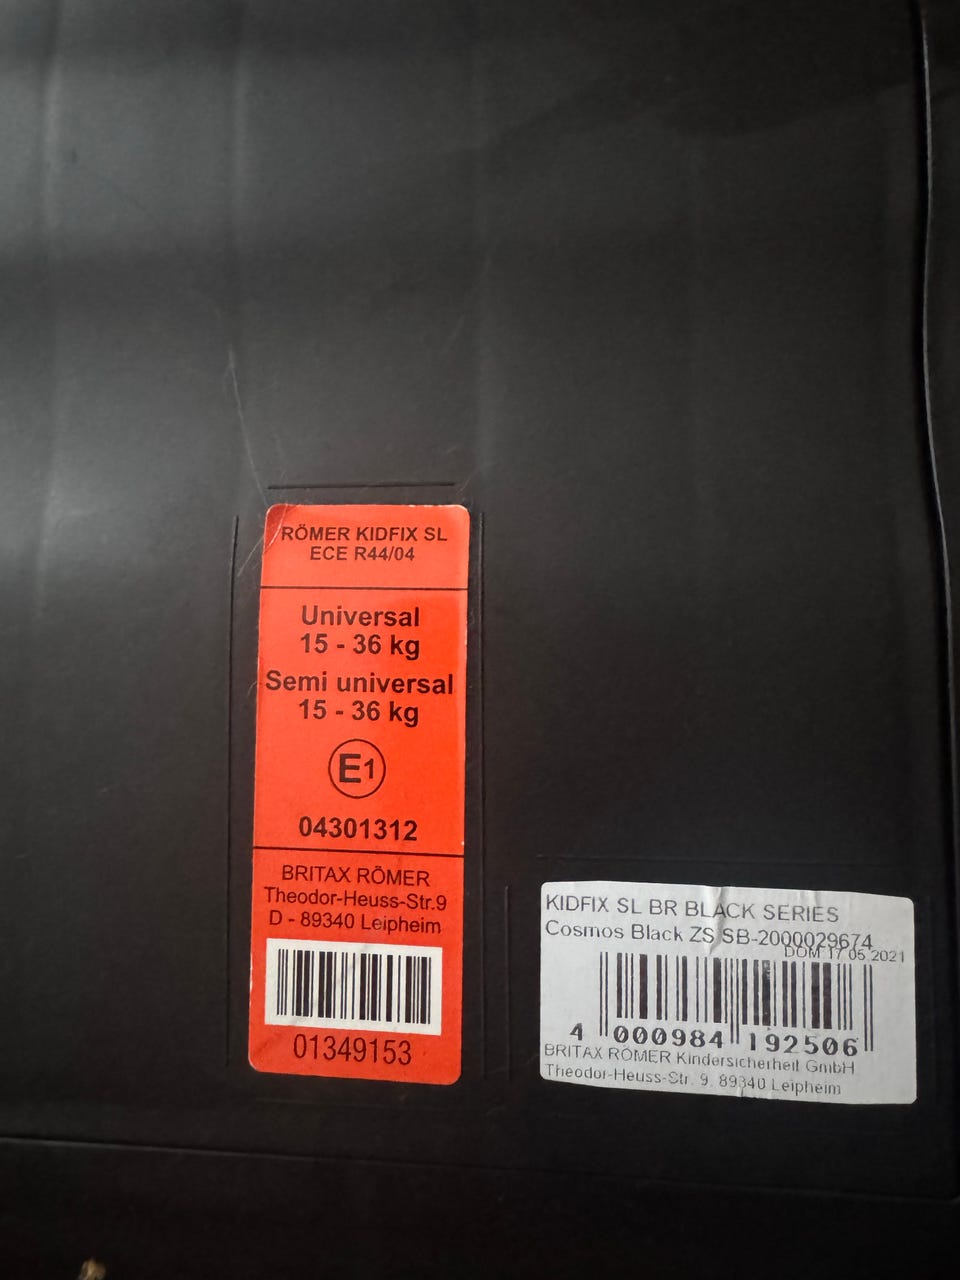 RÖMER KIDFIX SL
ECE R44/04
Universal
15 - 36 kg
Semi universal
15 - 36 kg
E1
04301312
BRITAX RÖMER
Theodor-Heuss-Str.9
D - 89340 Leipheim
01349153
KIDFIX SL BR BLACK SERIES
Cosmos Black ZS SB-2000029674
DOM 17 05 2021
4 000984 192506
BRITAX RÖMER Kindersicherheit GmbH
Theodor-Heuss-Str. 9, 89340 Leipheim